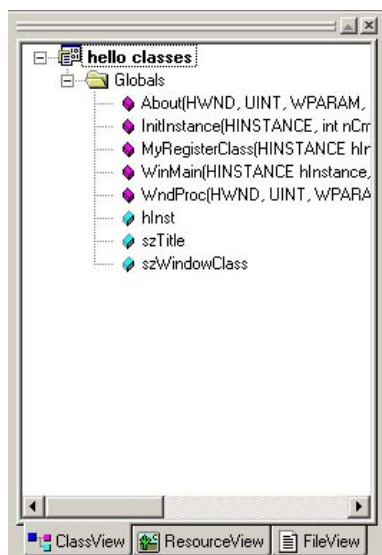 hello classes
Globals
About(HWND, UINT, WPARAM,
InitInstance(HINSTANCE, int nCm
MyRegisterClass(HINSTANCE hIr
WinMain(HINSTANCE hInstance,
WndProc(HWND, UINT, WPARA
hInst
szTitle
szWindowClass
ClassView ResourceView FileView